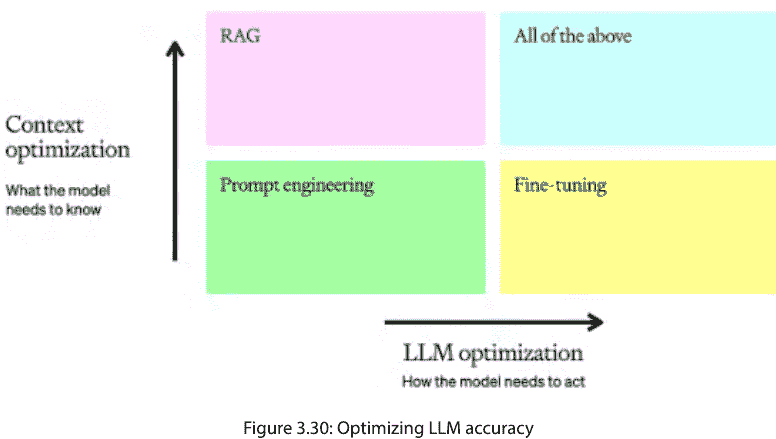 RAG
All of the above
Context
optimization
What the model
needs to know
Prompt engineering
Fine-tuning
LLM optimization
How the model needs to act
Figure 3.30: Optimizing LLM accuracy